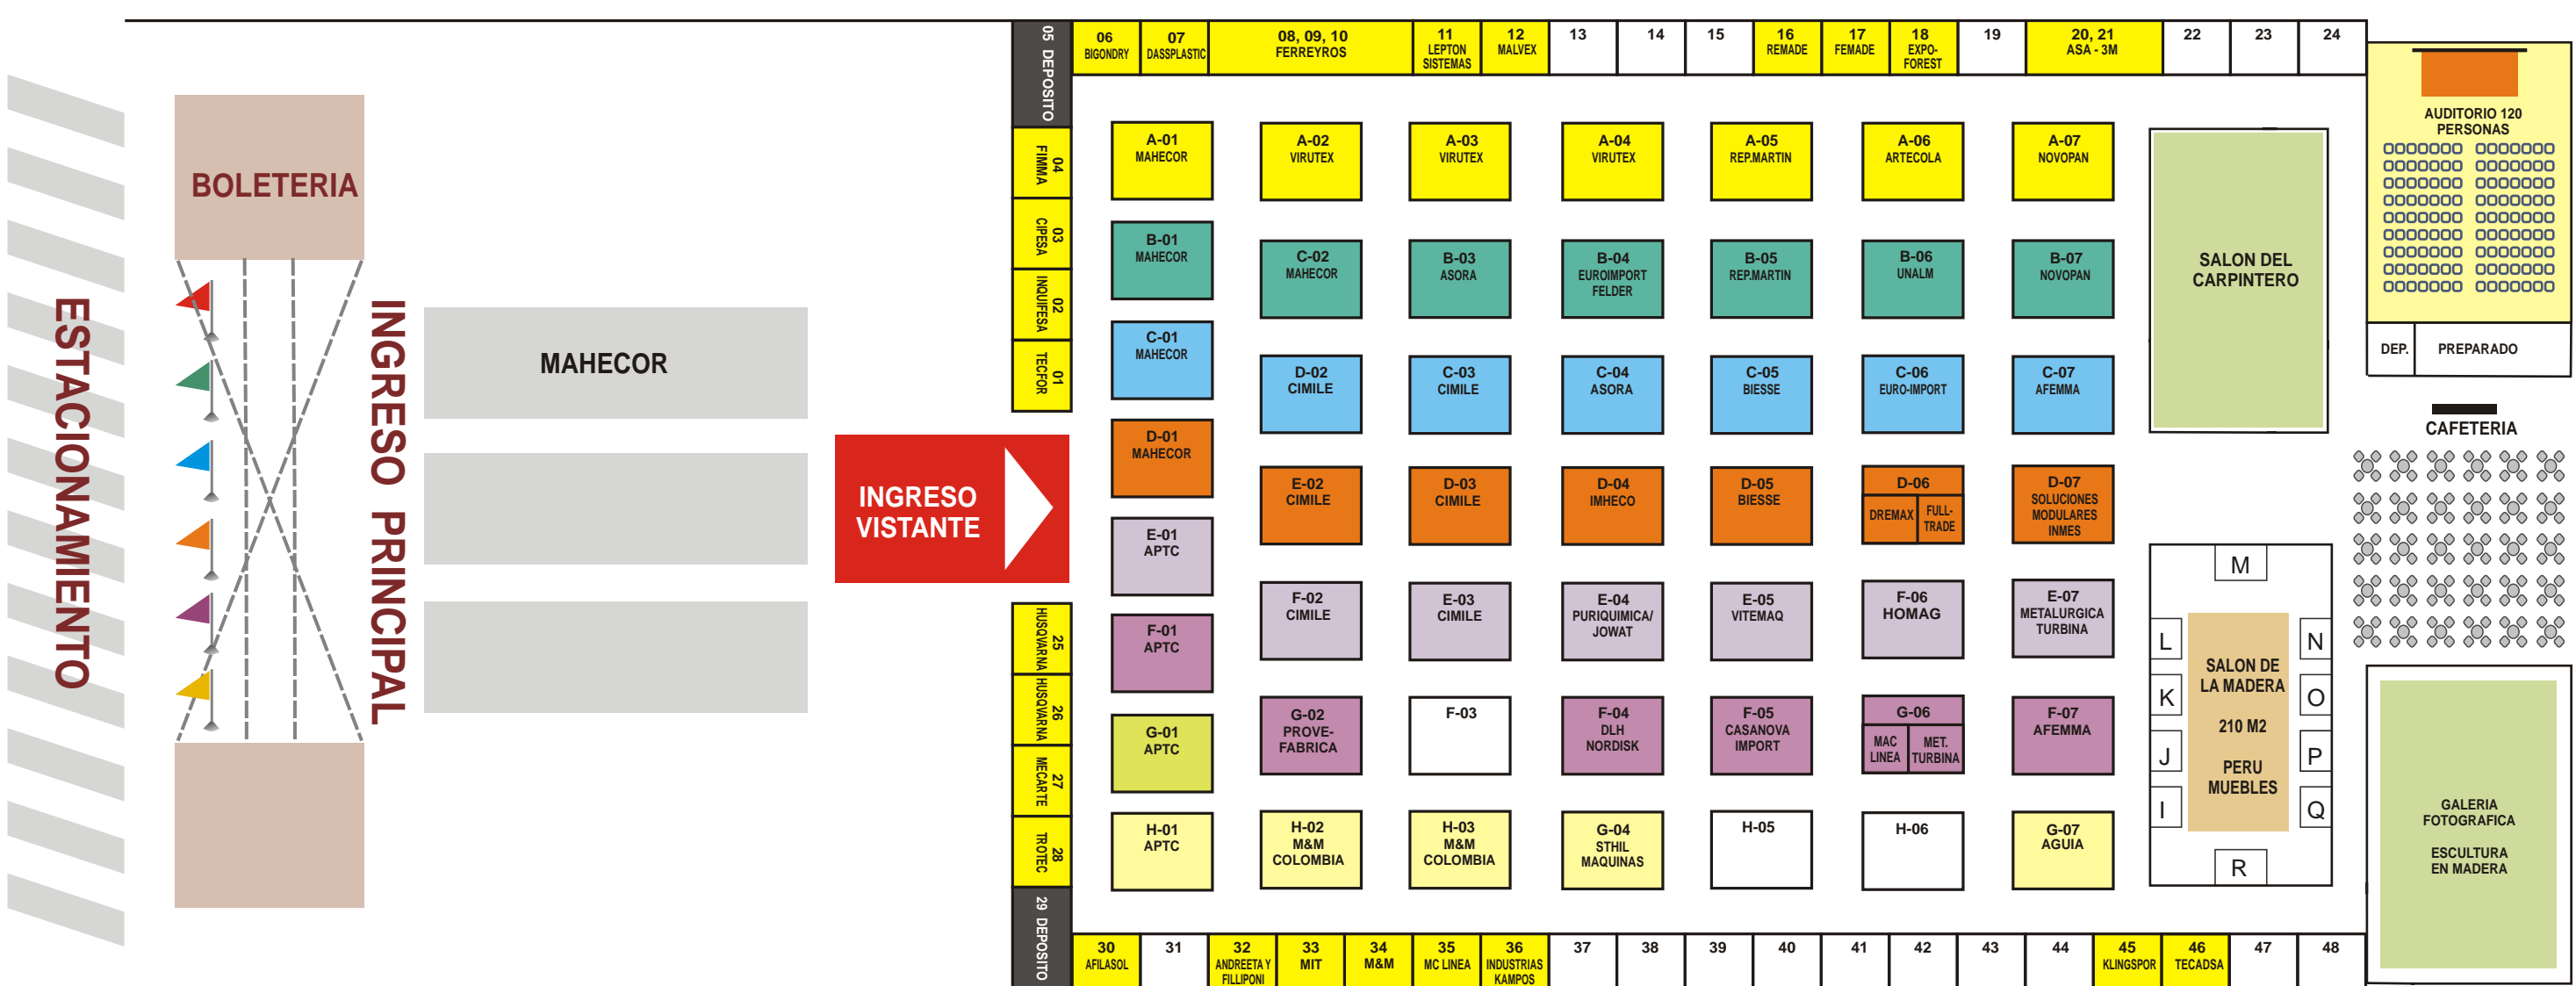 05 DEPOSITO
06
BIGONDRY
07
DASSPLASTIC
08, 09, 10
FERREYROS
11
LEPTON
SISTEMAS
12
MALVEX
13
14
15
16
REMADE
17
FEMADE
18
EXPO-
FOREST
19
20, 21
ASA - 3M
22
23
24
AUDITORIO 120
PERSONAS
BOLETERIA
04
FIMMA
03
CIPESA
02
INQUIFESA
01
TECFOR
A-01
MAHECOR
A-02
VIRUTEX
A-03
VIRUTEX
A-04
VIRUTEX
A-05
REP.MARTIN
A-06
ARTECOLA
A-07
NOVOPAN
B-01
MAHECOR
C-02
MAHECOR
B-03
ASORA
B-04
EUROIMPORT
FELDER
B-05
REP.MARTIN
B-06
UNALM
B-07
NOVOPAN
SALON DEL
CARPINTERO
ESTACIONAMIENTO
INGRESO PRINCIPAL
MAHECOR
C-01
MAHECOR
D-02
CIMILE
C-03
CIMILE
C-04
ASORA
C-05
BIESSE
C-06
EURO-IMPORT
C-07
AFEMMA
DEP.
PREPARADO
CAFETERIA
INGRESO
VISTANTE
D-01
MAHECOR
E-02
CIMILE
D-03
CIMILE
D-04
IMHECO
D-05
BIESSE
D-06
DREMAX
FULL-
TRADE
D-07
SOLUCIONES
MODULARES
INMES
E-01
APTC
F-02
CIMILE
E-03
CIMILE
E-04
PURIQUIMICA/
JOWAT
E-05
VITEMAQ
F-06
HOMAG
E-07
METALURGICA
TURBINA
25
HUSQVARNA
26
HUSQVARNA
27
MECARTE
28
TROTEC
F-01
APTC
G-01
APTC
G-02
PROVE-
FABRICA
F-03
F-04
DLH
NORDISK
F-05
CASANOVA
IMPORT
G-06
MAC
LINEA
MET.
TURBINA
F-07
AFEMMA
H-01
APTC
H-02
M&M
COLOMBIA
H-03
M&M
COLOMBIA
G-04
STHIL
MAQUINAS
H-05
H-06
G-07
AGUIA
M
L
K
J
I
SALON DE
LA MADERA
210 M2
PERU
MUEBLES
N
O
P
Q
R
GALERIA
FOTOGRAFICA
ESCULTURA
EN MADERA
29 DEPOSITO
30
AFILASOL
31
32
ANDREETA Y
FILLIPONI
33
MIT
34
M&M
35
MC LINEA
36
INDUSTRIAS
KAMPOS
37
38
39
40
41
42
43
44
45
KLINGSPOR
46
TECADSA
47
48